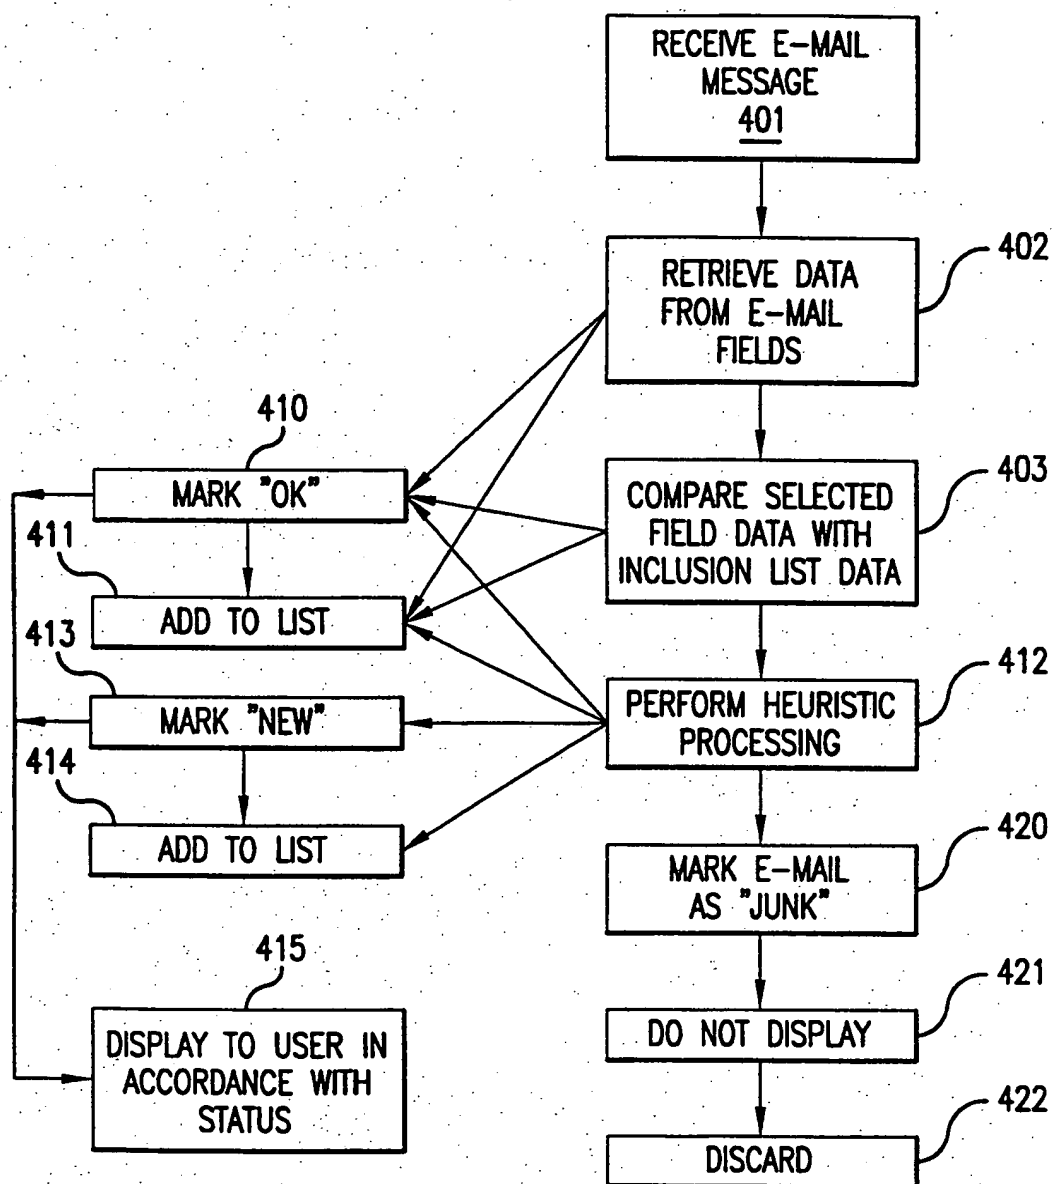 RECEIVE E-MAIL
MESSAGE
401
402
RETRIEVE DATA
FROM E-MAIL
FIELDS
410
MARK "OK"
403
COMPARE SELECTED
FIELD DATA WITH
INCLUSION LIST DATA
411
ADD TO LIST
413
MARK "NEW"
412
PERFORM HEURISTIC
PROCESSING
414
ADD TO LIST
420
MARK E-MAIL
AS "JUNK"
415
DISPLAY TO USER IN
ACCORDANCE WITH
STATUS
421
DO NOT DISPLAY
422
DISCARD